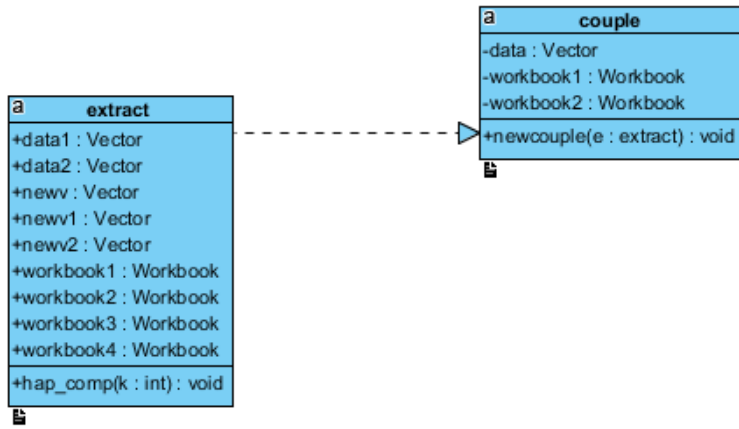 a
couple
-data : Vector
-workbook1 : Workbook
-workbook2 : Workbook
+newcouple(e : extract) : void
a
extract
+data1 : Vector
+data2 : Vector
+newv : Vector
+newv1 : Vector
+newv2 : Vector
+workbook1 : Workbook
+workbook2 : Workbook
+workbook3 : Workbook
+workbook4 : Workbook
+hap_comp(k : int) : void